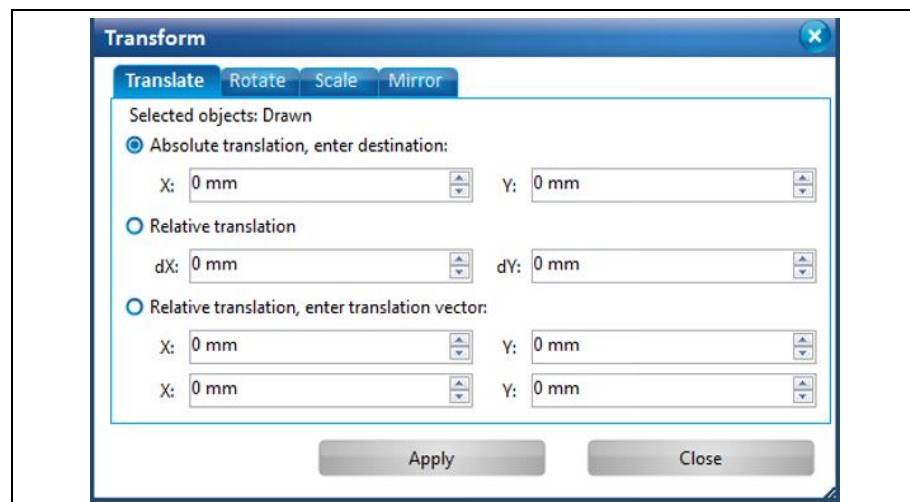 Transform
Translate Rotate Scale Mirror
Selected objects: Drawn
Absolute translation, enter destination:
X: 0 mm Y: 0 mm
Relative translation
dX: 0 mm dY: 0 mm
Relative translation, enter translation vector:
X: 0 mm Y: 0 mm
X: 0 mm Y: 0 mm
Apply Close